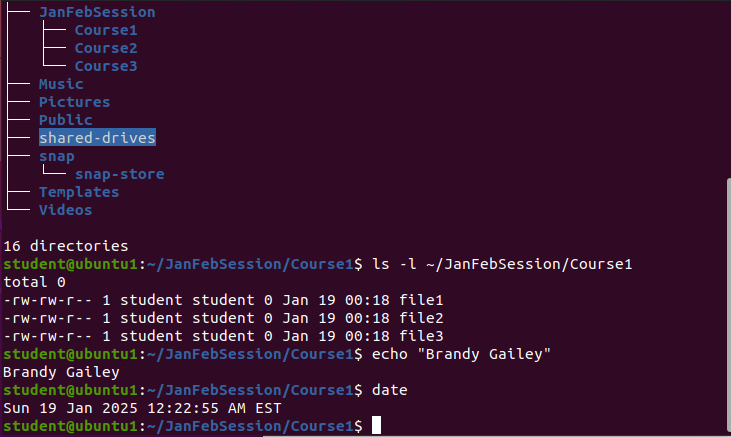 ├── JanFebSession
│   ├── Course1
│   ├── Course2
│   └── Course3
├── Music
├── Pictures
├── Public
├── shared-drives
├── snap
│   └── snap-store
├── Templates
└── Videos

16 directories
student@ubuntu1:~/JanFebSession/Course1$ ls -l ~/JanFebSession/Course1
total 0
-rw-rw-r-- 1 student student 0 Jan 19 00:18 file1
-rw-rw-r-- 1 student student 0 Jan 19 00:18 file2
-rw-rw-r-- 1 student student 0 Jan 19 00:18 file3
student@ubuntu1:~/JanFebSession/Course1$ echo "Brandy Gailey"
Brandy Gailey
student@ubuntu1:~/JanFebSession/Course1$ date
Sun 19 Jan 2025 12:22:55 AM EST
student@ubuntu1:~/JanFebSession/Course1$